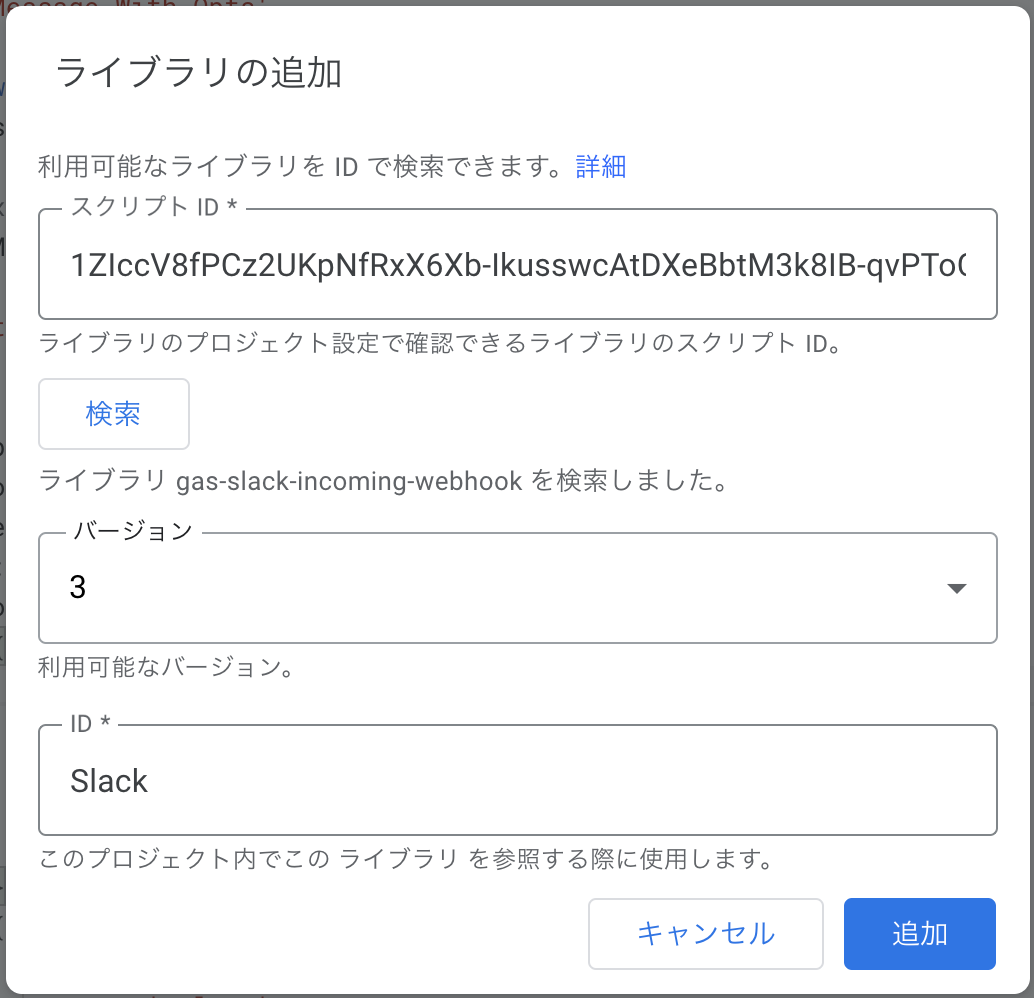 ライブラリの追加
利用可能なライブラリを ID で検索できます。詳細
スクリプト ID *
1ZIccV8fPCz2UKpNfRxX6Xb-IkusswcAtDXeBbtM3k8IB-qvPTo
ライブラリのプロジェクト設定で確認できるライブラリのスクリプト ID。
検索
ライブラリ gas-slack-incoming-webhook を検索しました。
バージョン
3
利用可能なバージョン。
ID *
Slack
このプロジェクト内でこの ライブラリ を参照する際に使用します。
キャンセル
追加